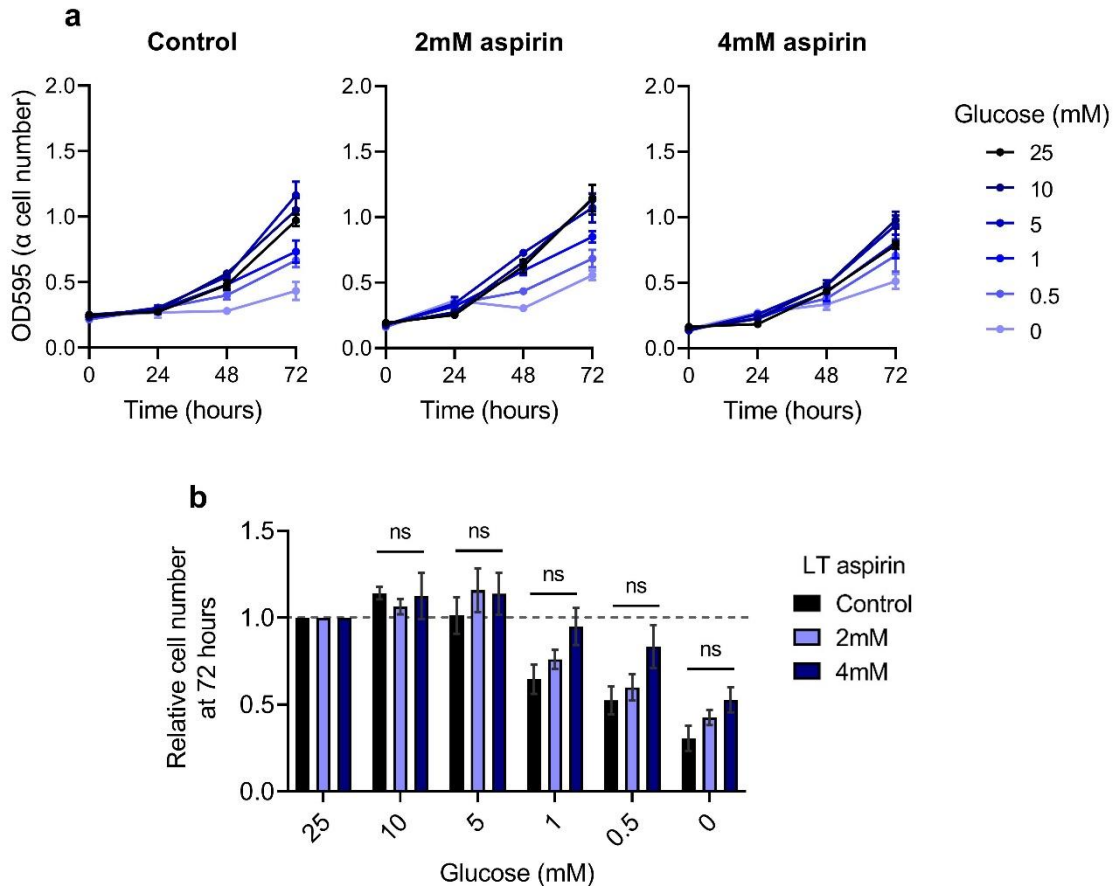 a
Control
2mM aspirin
4mM aspirin
OD595 (α cell number)
2.0
1.5
1.0
0.5
0.0
0 24 48 72
Time (hours)
2.0
1.5
1.0
0.5
0.0
0 24 48 72
Time (hours)
2.0
1.5
1.0
0.5
0.0
0 24 48 72
Time (hours)
Glucose (mM)
25
10
5
1
0.5
0
b
Relative cell number
at 72 hours
1.5
1.0
0.5
0.0
ns
ns
ns
ns
ns
25 10 5 1 0.5 0
Glucose (mM)
LT aspirin
Control
2mM
4mM